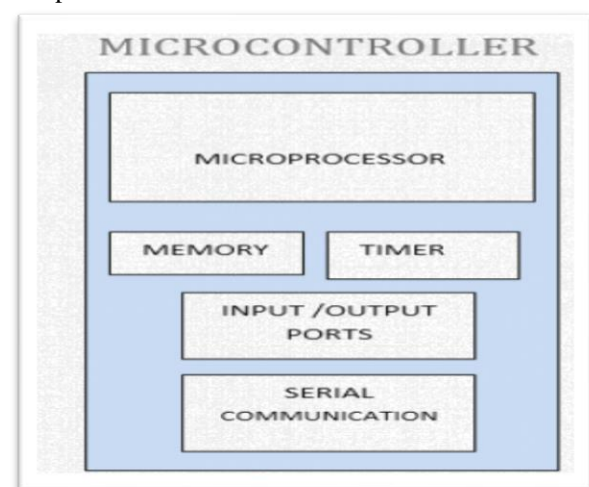 MICROCONTROLLER
MICROPROCESSOR
MEMORY
TIMER
INPUT /OUTPUT
PORTS
SERIAL
COMMUNICATION